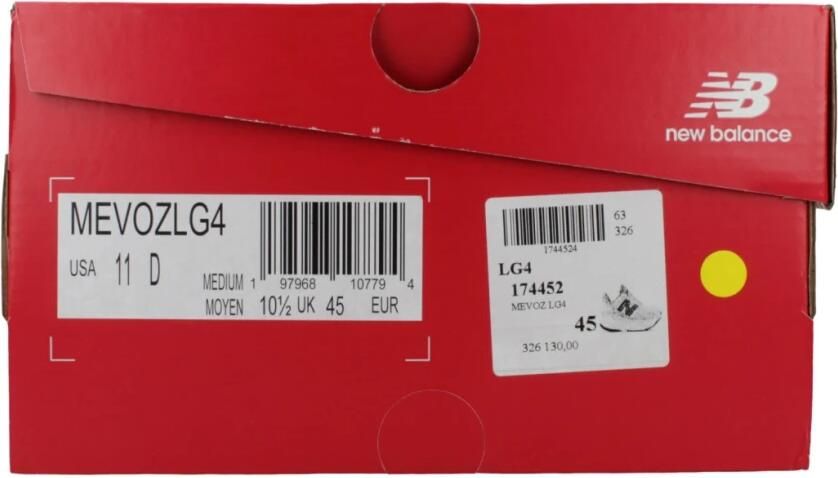 NB
new balance
MEVOZLG4
USA 11 D
MEDIUM 1 97968 10779 4
MOYEN 10½ UK 45 EUR
63
326
1744524
LG4
174452
MEVOZ LG4
N
45
326 130,00